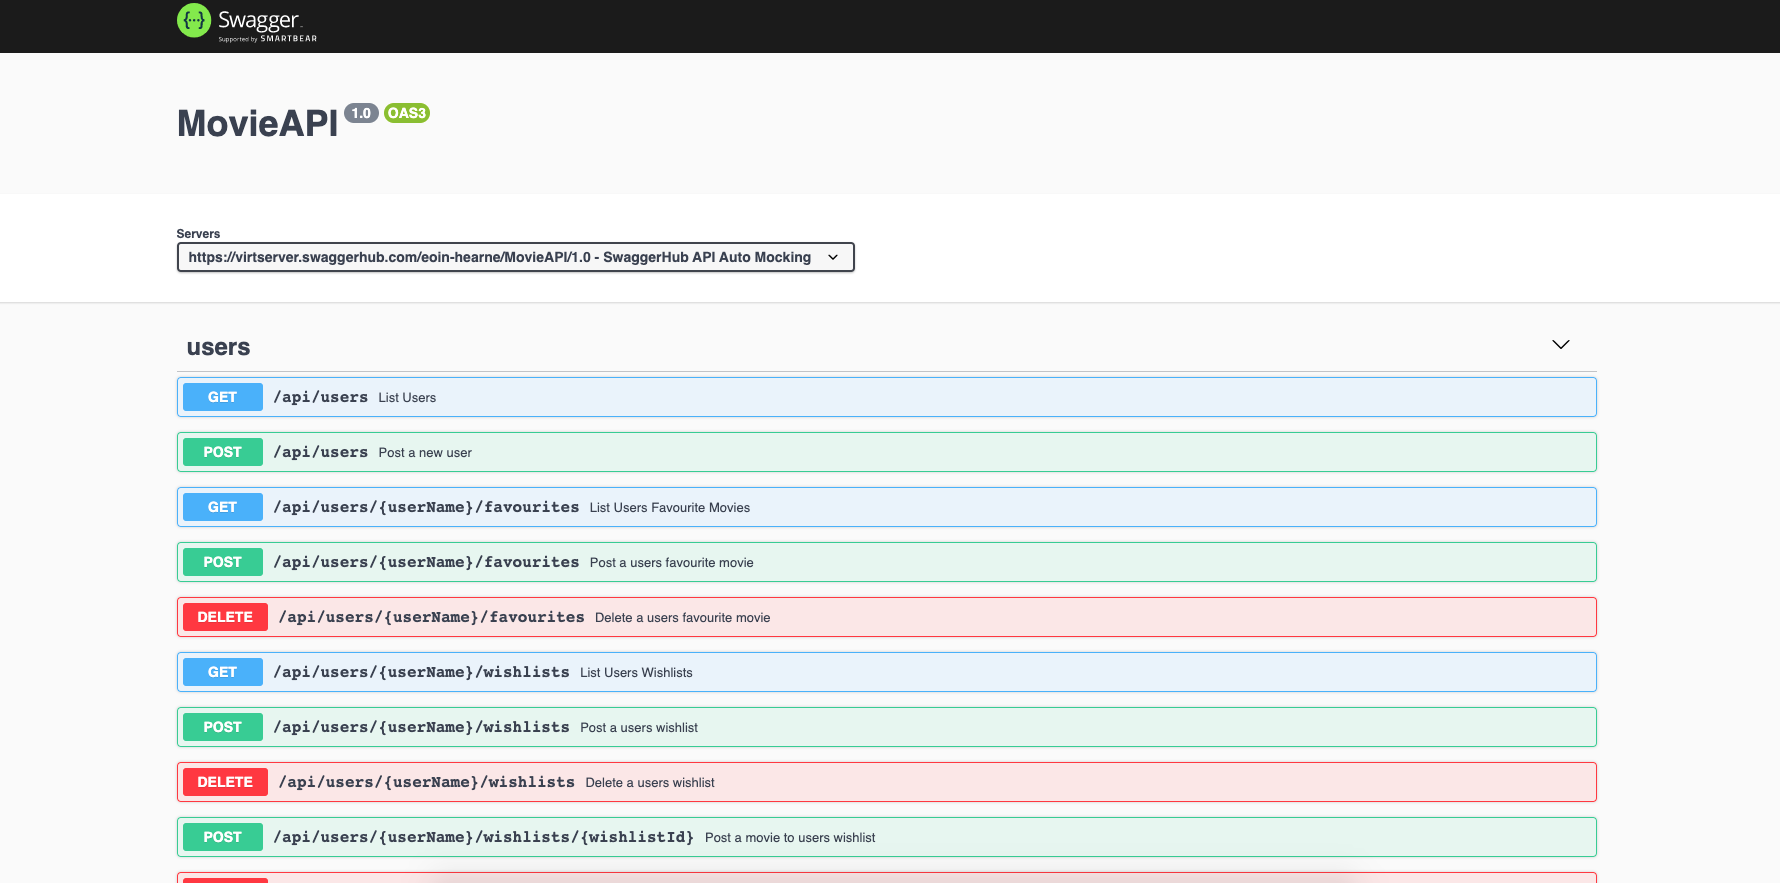 Swagger
Supported by SMARTBEAR
MovieAPI 1.0 OAS3
Servers
https://virtserver.swaggerhub.com/eoin-hearne/MovieAPI/1.0 - SwaggerHub API Auto Mocking
users
GET /api/users List Users
POST /api/users Post a new user
GET /api/users/{userName}/favourites List Users Favourite Movies
POST /api/users/{userName}/favourites Post a users favourite movie
DELETE /api/users/{userName}/favourites Delete a users favourite movie
GET /api/users/{userName}/wishlists List Users Wishlists
POST /api/users/{userName}/wishlists Post a users wishlist
DELETE /api/users/{userName}/wishlists Delete a users wishlist
POST /api/users/{userName}/wishlists/{wishlistId} Post a movie to users wishlist